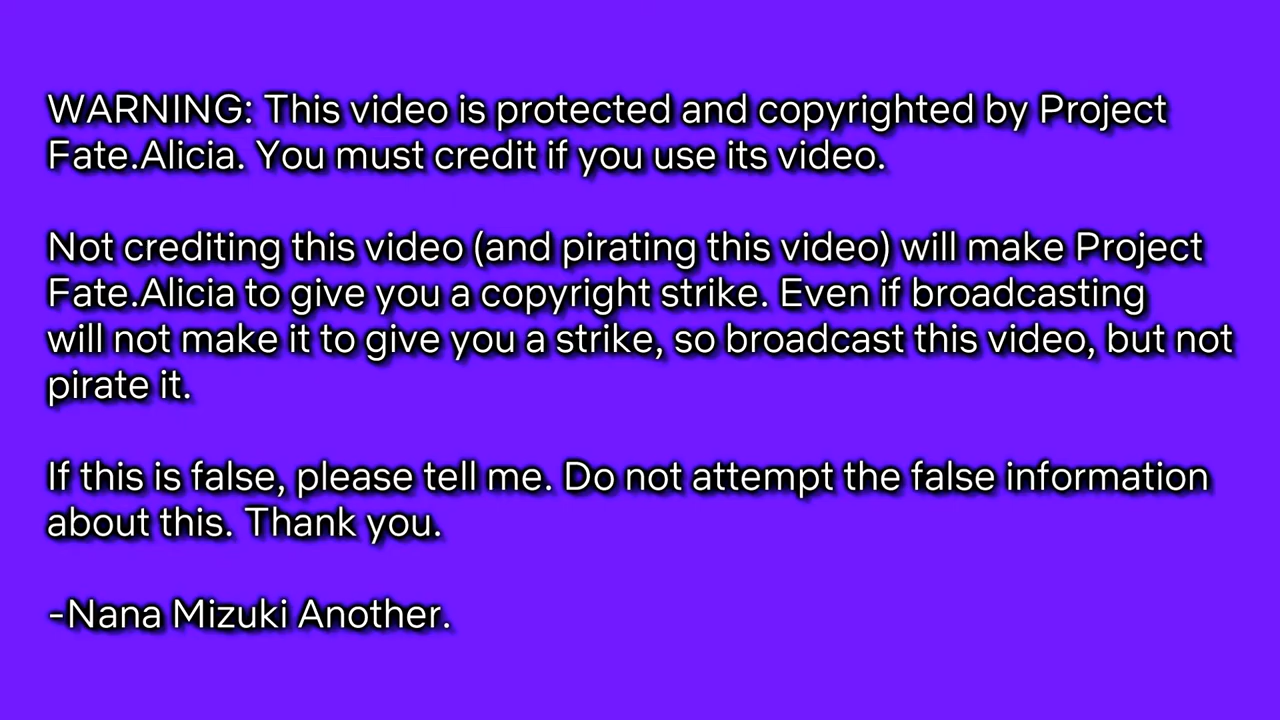 WARNING: This video is protected and copyrighted by Project
Fate.Alicia. You must credit if you use its video.
Not crediting this video (and pirating this video) will make Project
Fate.Alicia to give you a copyright strike. Even if broadcasting
will not make it to give you a strike, so broadcast this video, but not
pirate it.
If this is false, please tell me. Do not attempt the false information
about this. Thank you.
-Nana Mizuki Another.